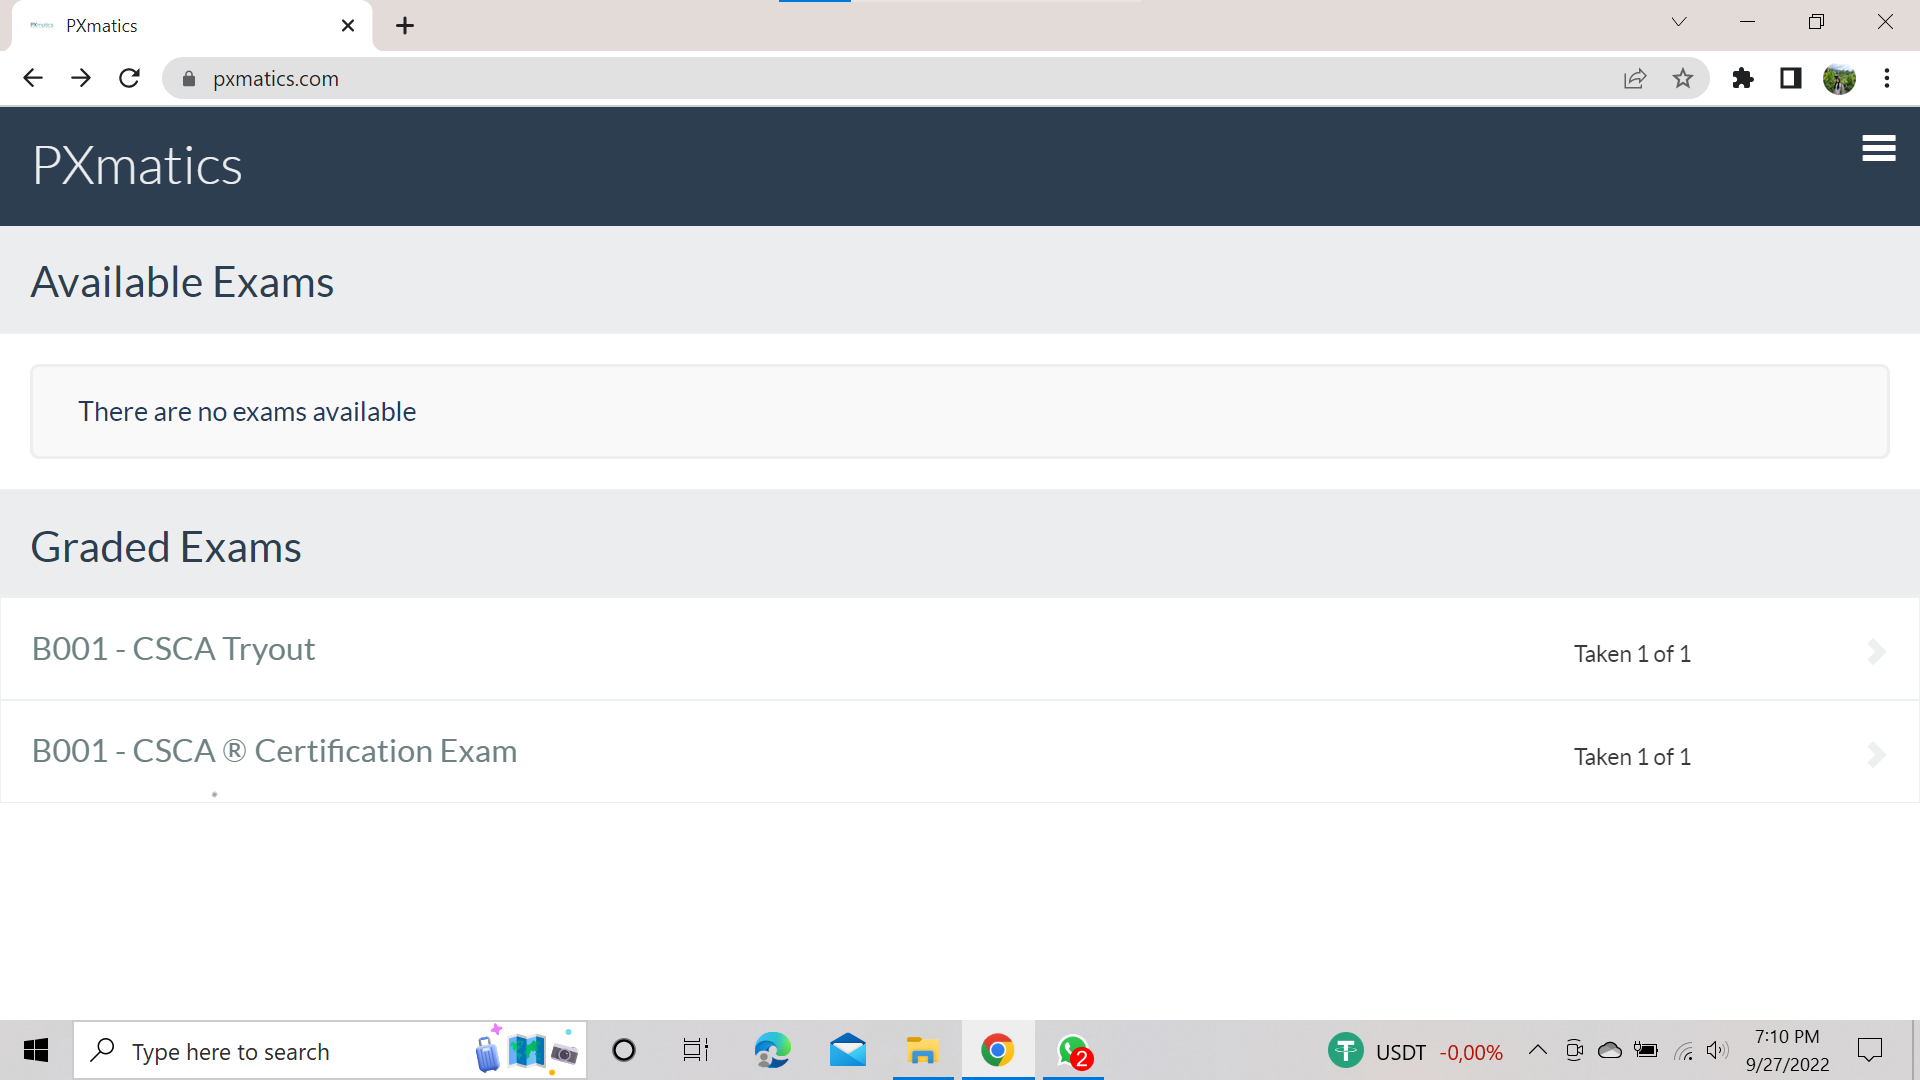 PXmatics
pxmatics.com
PXmatics
Available Exams
There are no exams available
Graded Exams
B001 - CSCA Tryout
Taken 1 of 1
B001 - CSCA ® Certification Exam
Taken 1 of 1
Type here to search
2
USDT -0,00%
7:10 PM
9/27/2022